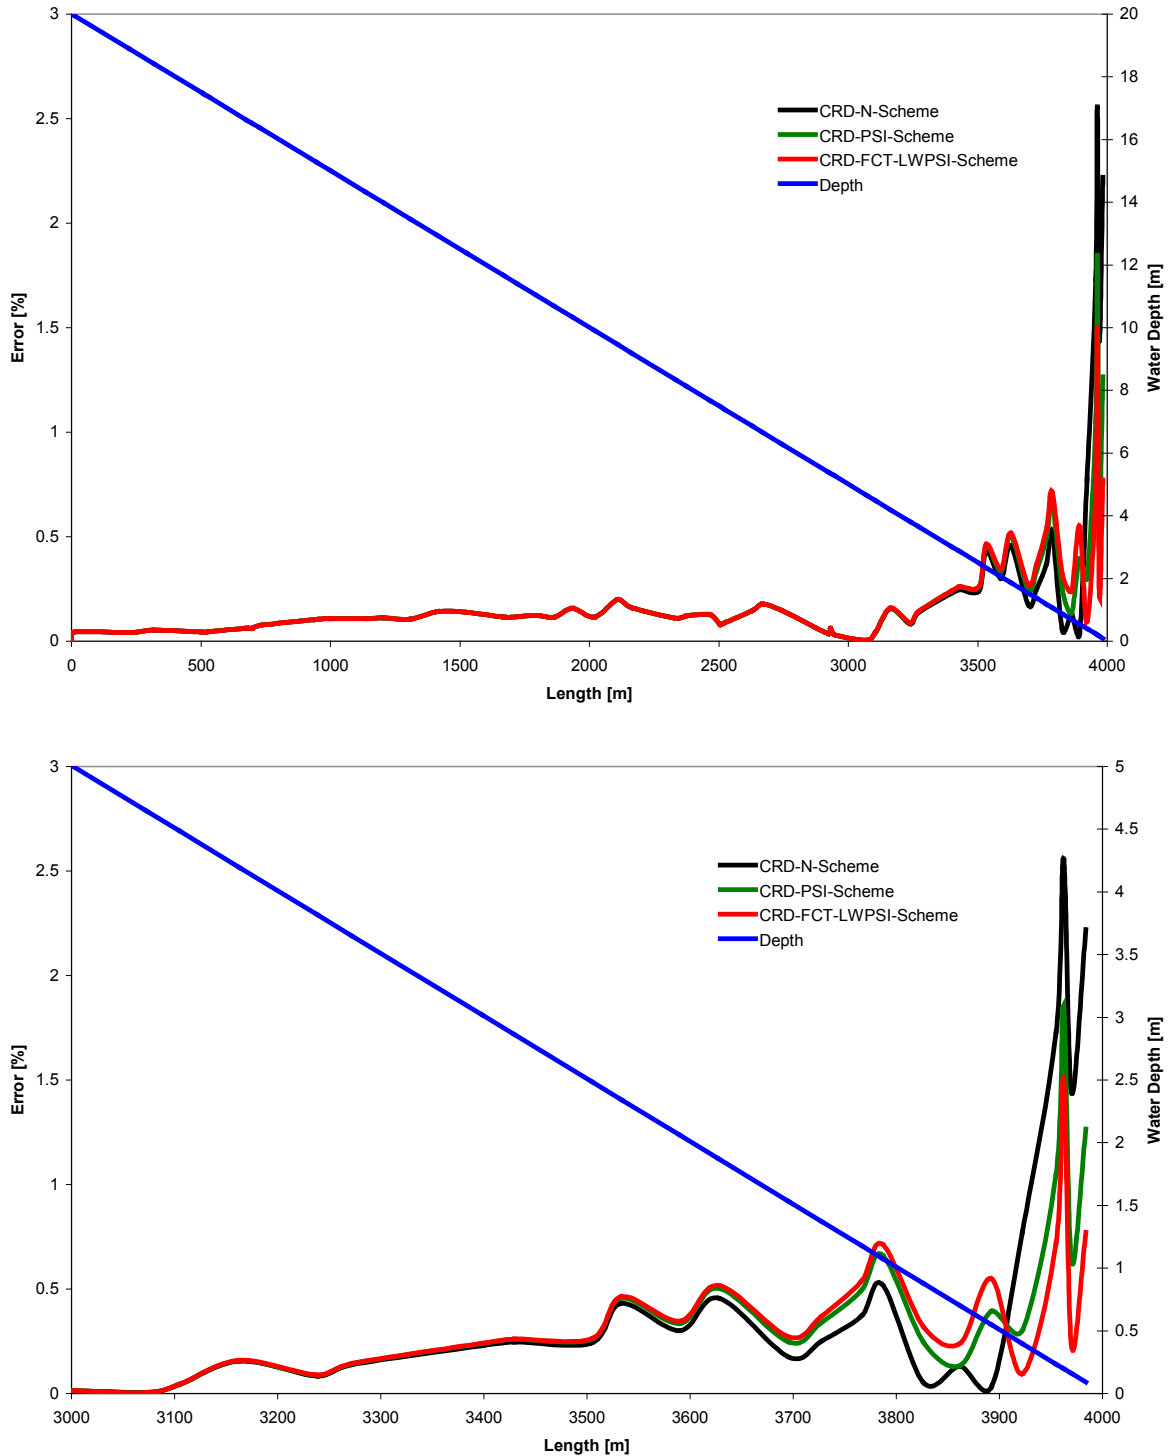 3
2.5
2
1.5
1
0.5
0
Error [%]
20
18
16
14
12
10
8
6
4
2
0
Water Depth [m]
CRD-N-Scheme
CRD-PSI-Scheme
CRD-FCT-LWPSI-Scheme
Depth
0 500 1000 1500 2000 2500 3000 3500 4000
Length [m]
3
2.5
2
1.5
1
0.5
0
Error [%]
5
4.5
4
3.5
3
2.5
2
1.5
1
0.5
0
Water Depth [m]
CRD-N-Scheme
CRD-PSI-Scheme
CRD-FCT-LWPSI-Scheme
Depth
3000 3100 3200 3300 3400 3500 3600 3700 3800 3900 4000
Length [m]